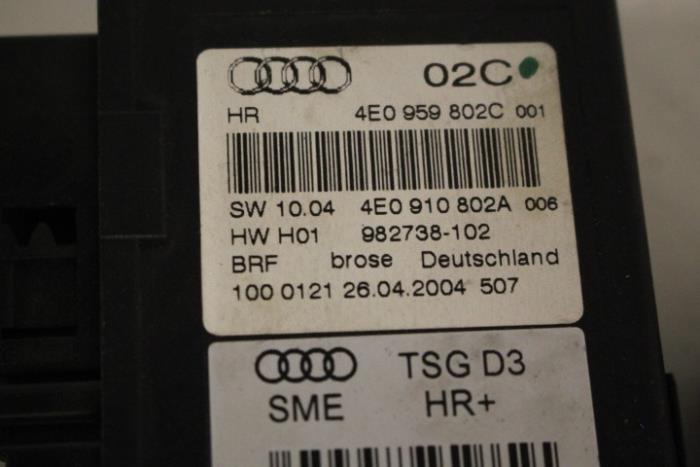 02C
HR 4E0 959 802C 001
SW 10.04 4E0 910 802A 006
HW H01 982738-102
BRF brose Deutschland
100 0121 26.04.2004 507
TSG D3
SME HR+